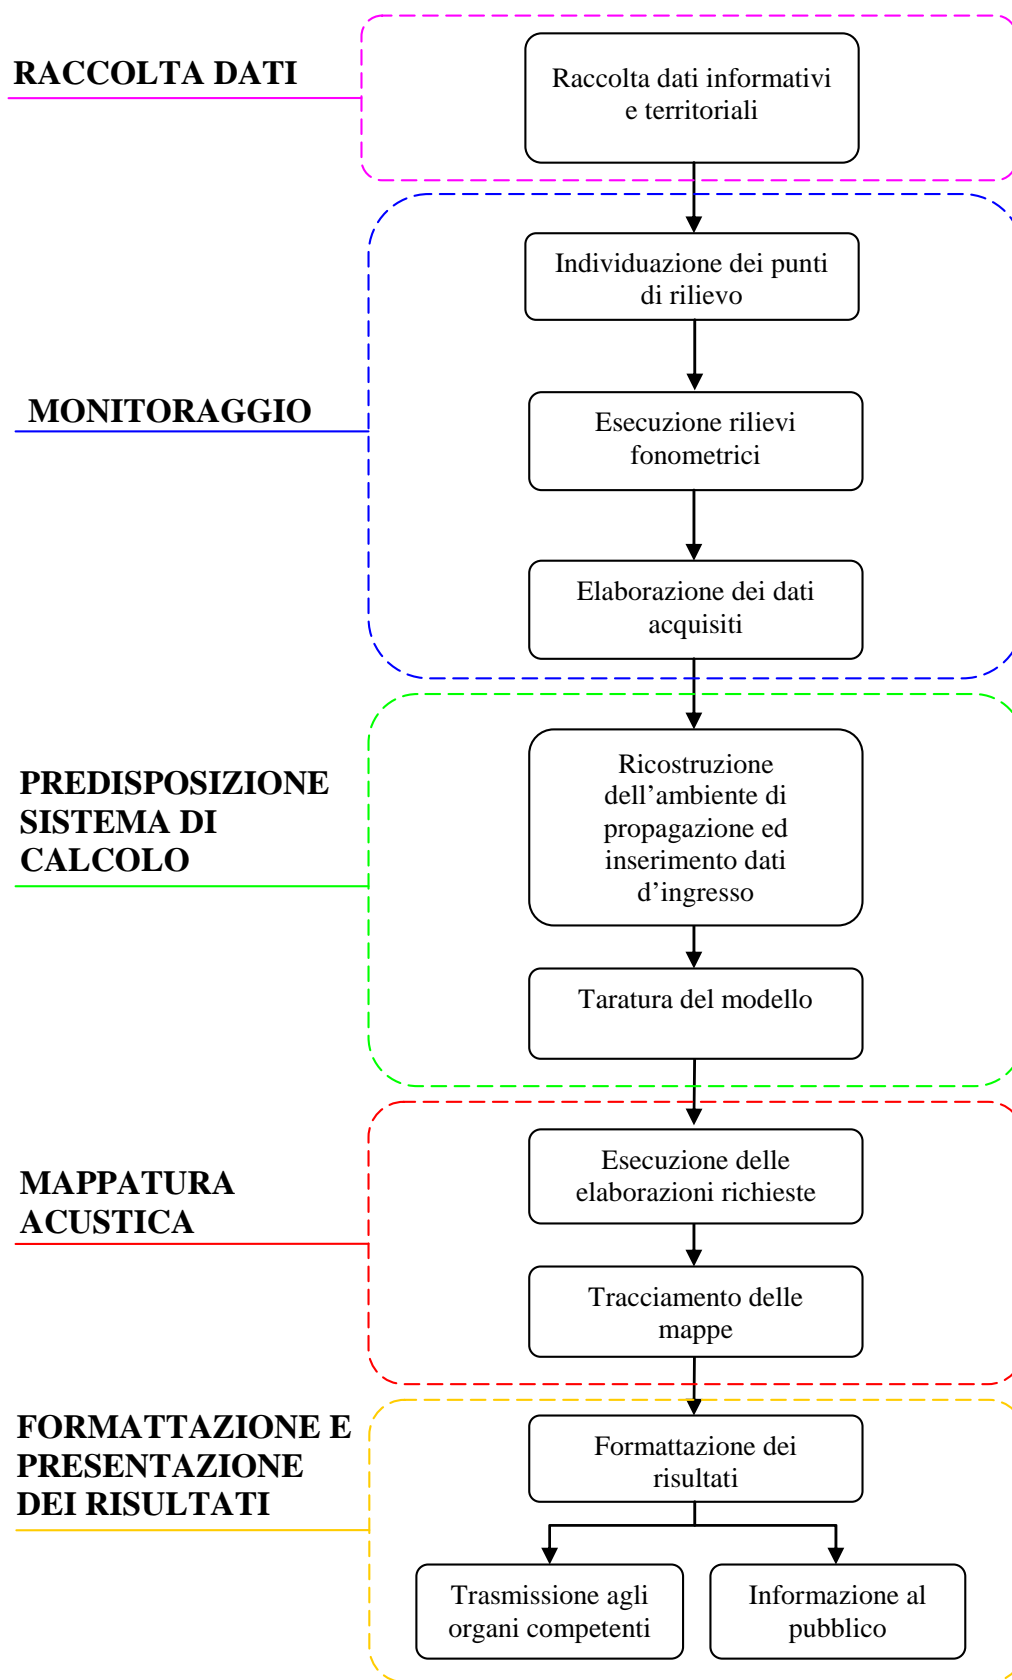 RACCOLTA DATI
Raccolta dati informativi
e territoriali
Individuazione dei punti
di rilievo
MONITORAGGIO
Esecuzione rilievi
fonometrici
Elaborazione dei dati
acquisiti
PREDISPOSIZIONE
SISTEMA DI
CALCOLO
Ricostruzione
dell’ambiente di
propagazione ed
inserimento dati
d’ingresso
Taratura del modello
MAPPATURA
ACUSTICA
Esecuzione delle
elaborazioni richieste
Tracciamento delle
mappe
FORMATTAZIONE E
PRESENTAZIONE
DEI RISULTATI
Formattazione dei
risultati
Trasmissione agli
organi competenti
Informazione al
pubblico